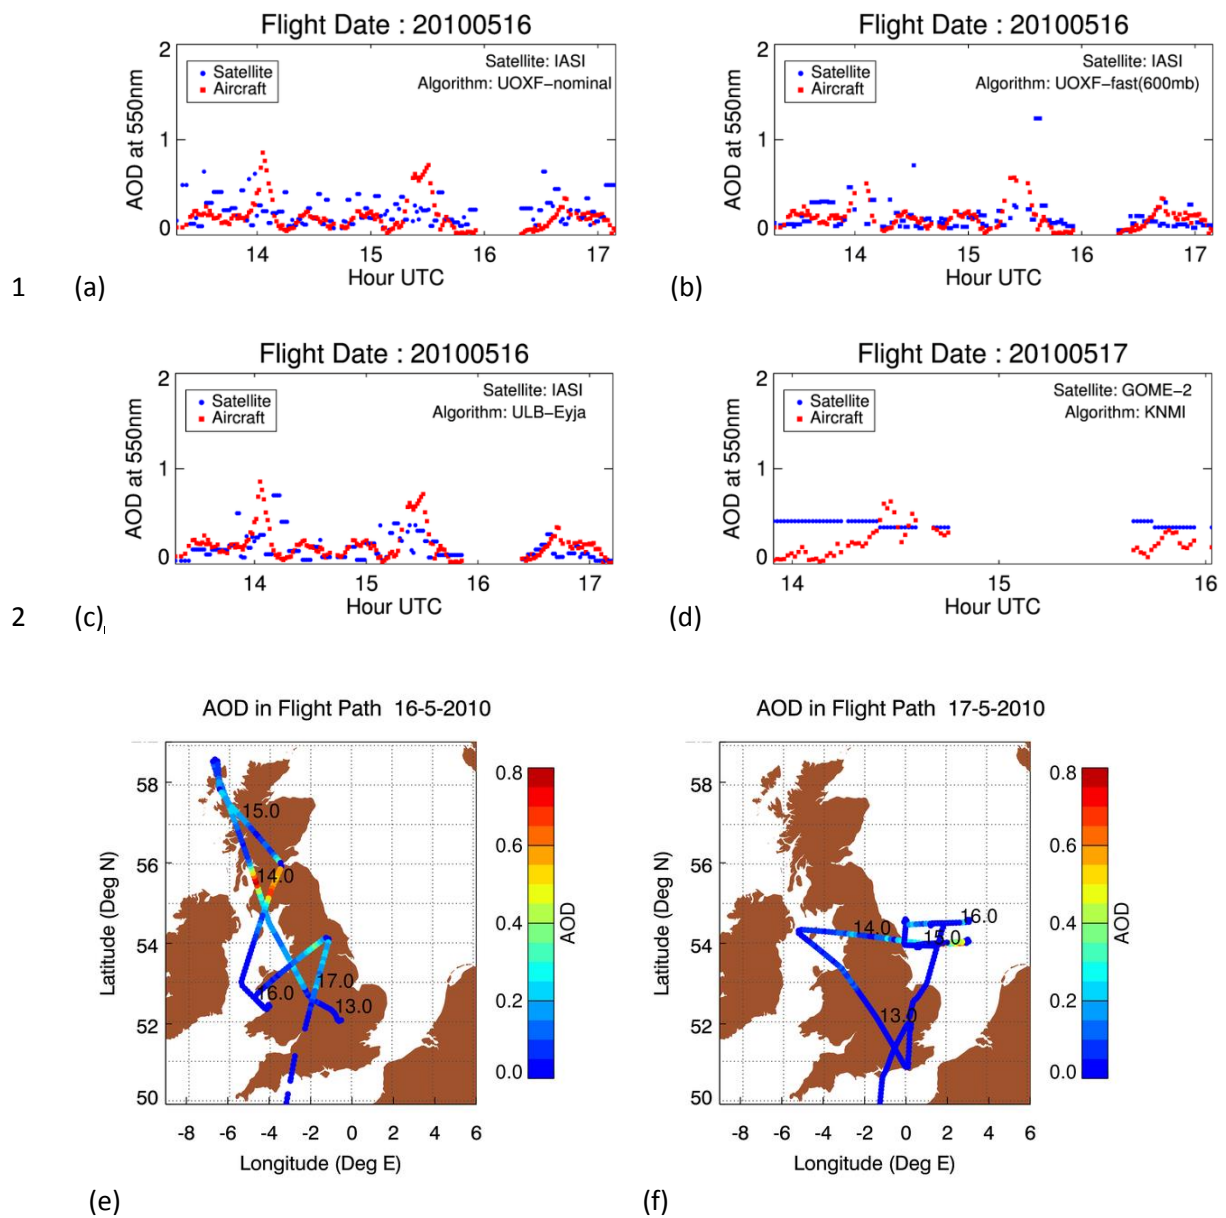 Flight Date : 20100516
2
1
0
AOD at 550nm
Satellite
Aircraft
Satellite: IASI
Algorithm: UOXF-nominal
14 15 16 17
Hour UTC
1 (a)
Flight Date : 20100516
2
1
0
AOD at 550nm
Satellite
Aircraft
Satellite: IASI
Algorithm: UOXF-fast(600mb)
14 15 16 17
Hour UTC
(b)
Flight Date : 20100516
2
1
0
AOD at 550nm
Satellite
Aircraft
Satellite: IASI
Algorithm: ULB-Eyja
14 15 16 17
Hour UTC
2 (c)
Flight Date : 20100517
2
1
0
AOD at 550nm
Satellite
Aircraft
Satellite: GOME-2
Algorithm: KNMI
14 15 16
Hour UTC
(d)
AOD in Flight Path 16-5-2010
58
56
54
52
50
Latitude (Deg N)
15.0
14.0
17.0
16.0
13.0
-8 -6 -4 -2 0 2 4 6
Longitude (Deg E)
0.8
0.6
0.4
0.2
0.0
AOD
(e)
AOD in Flight Path 17-5-2010
58
56
54
52
50
Latitude (Deg N)
16.0
14.0
15.0
13.0
-8 -6 -4 -2 0 2 4 6
Longitude (Deg E)
0.8
0.6
0.4
0.2
0.0
AOD
(f)